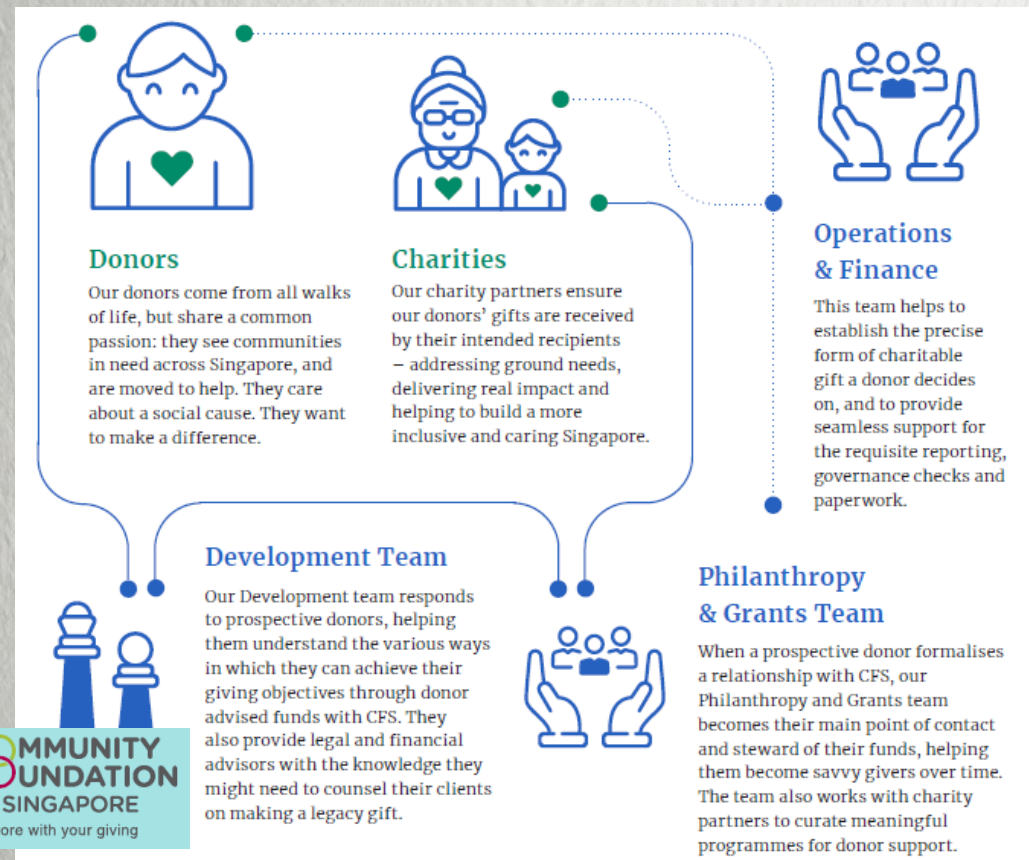 Donors
Our donors come from all walks
of life, but share a common
passion: they see communities
in need across Singapore, and
are moved to help. They care
about a social cause. They want
to make a difference.
Charities
Our charity partners ensure
our donors' gifts are received
by their intended recipients
– addressing ground needs,
delivering real impact and
helping to build a more
inclusive and caring Singapore.
Operations
& Finance
This team helps to
establish the precise
form of charitable
gift a donor decides
on, and to provide
seamless support for
the requisite reporting,
governance checks and
paperwork.
Development Team
Our Development team responds
to prospective donors, helping
them understand the various ways
in which they can achieve their
giving objectives through donor
advised funds with CFS. They
also provide legal and financial
advisors with the knowledge they
might need to counsel their clients
on making a legacy gift.
Philanthropy
& Grants Team
When a prospective donor formalises
a relationship with CFS, our
Philanthropy and Grants team
becomes their main point of contact
and steward of their funds, helping
them become savvy givers over time.
The team also works with charity
partners to curate meaningful
programmes for donor support.
OMMUNITY
OUNDATION
SINGAPORE
ore with your giving